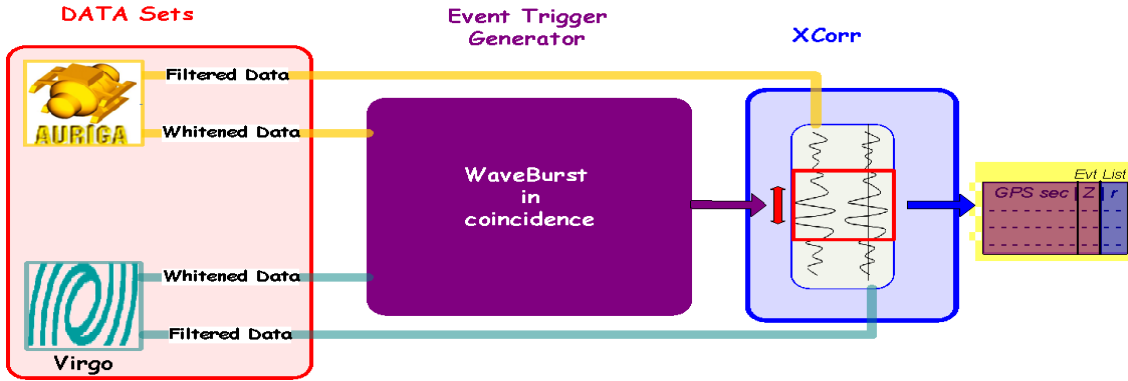 DATA Sets
Event Trigger
Generator
XCorr
Filtered Data
AURIGA
Whitened Data
WaveBurst
in
coincidence
Evt List
GPS sec | Z | r
Whitened Data
Filtered Data
Virgo